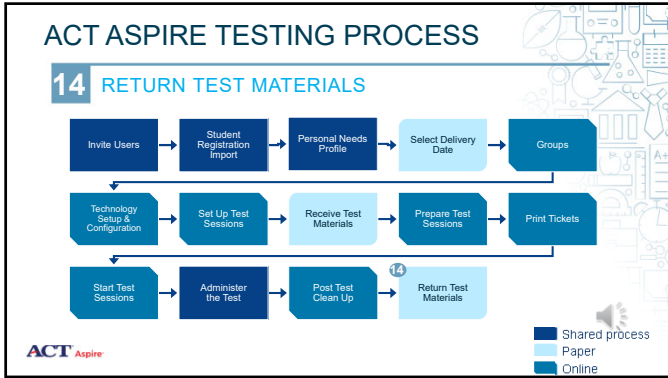 ACT ASPIRE TESTING PROCESS
14 RETURN TEST MATERIALS
Invite Users
Student
Registration
Import
Personal Needs
Profile
Select Delivery
Date
Groups
Technology
Setup &
Configuration
Set Up Test
Sessions
Receive Test
Materials
Prepare Test
Sessions
Print Tickets
Start Test
Sessions
Administer
the Test
Post Test
Clean Up
14
Return Test
Materials
Shared process
Paper
Online
ACT Aspire
A+